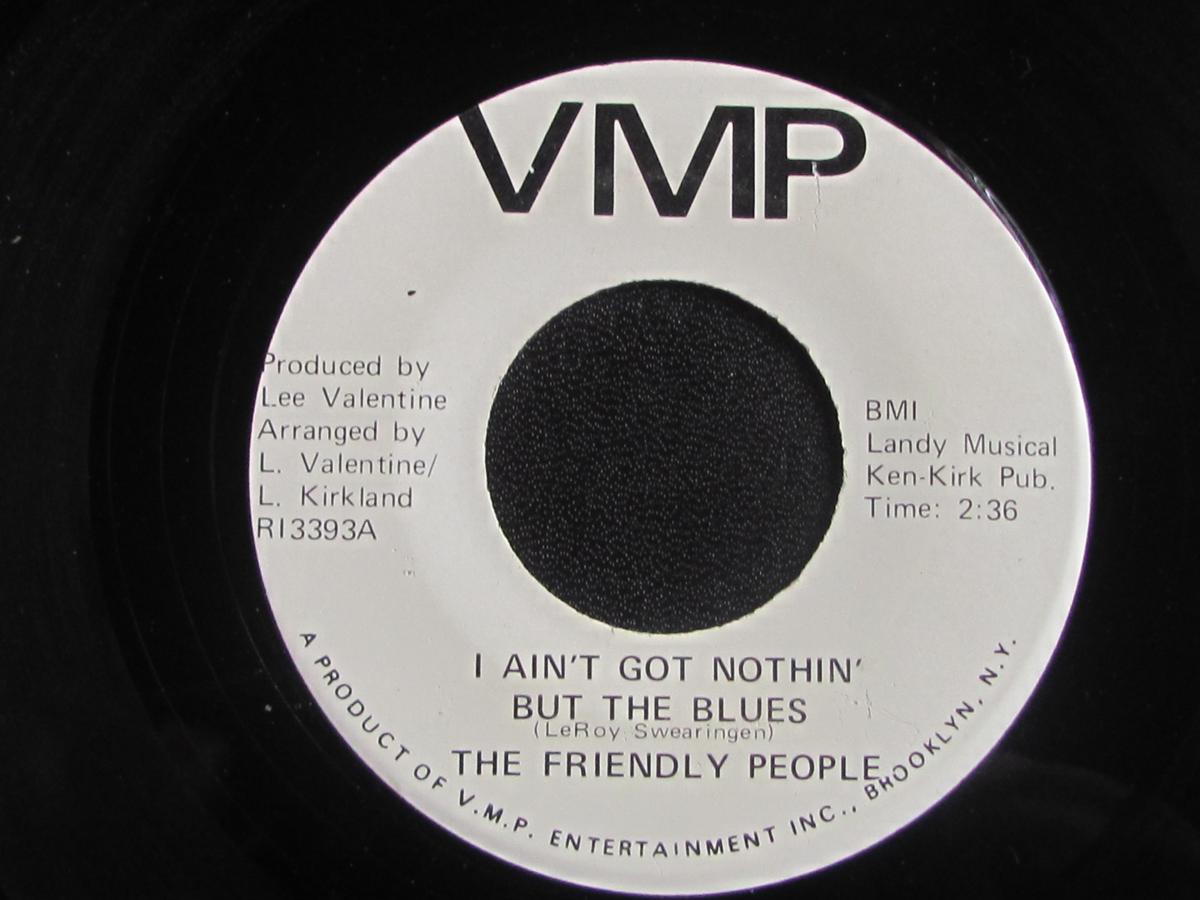 VMP
Produced by
Lee Valentine
Arranged by
L. Valentine/
L. Kirkland
RI3393A
BMI
Landy Musical
Ken-Kirk Pub.
Time: 2:36
I AIN'T GOT NOTHIN'
BUT THE BLUES
(LeRoy Swearingen)
THE FRIENDLY PEOPLE
A PRODUCT OF V.M.P. ENTERTAINMENT INC., BROOKLYN, N.Y.